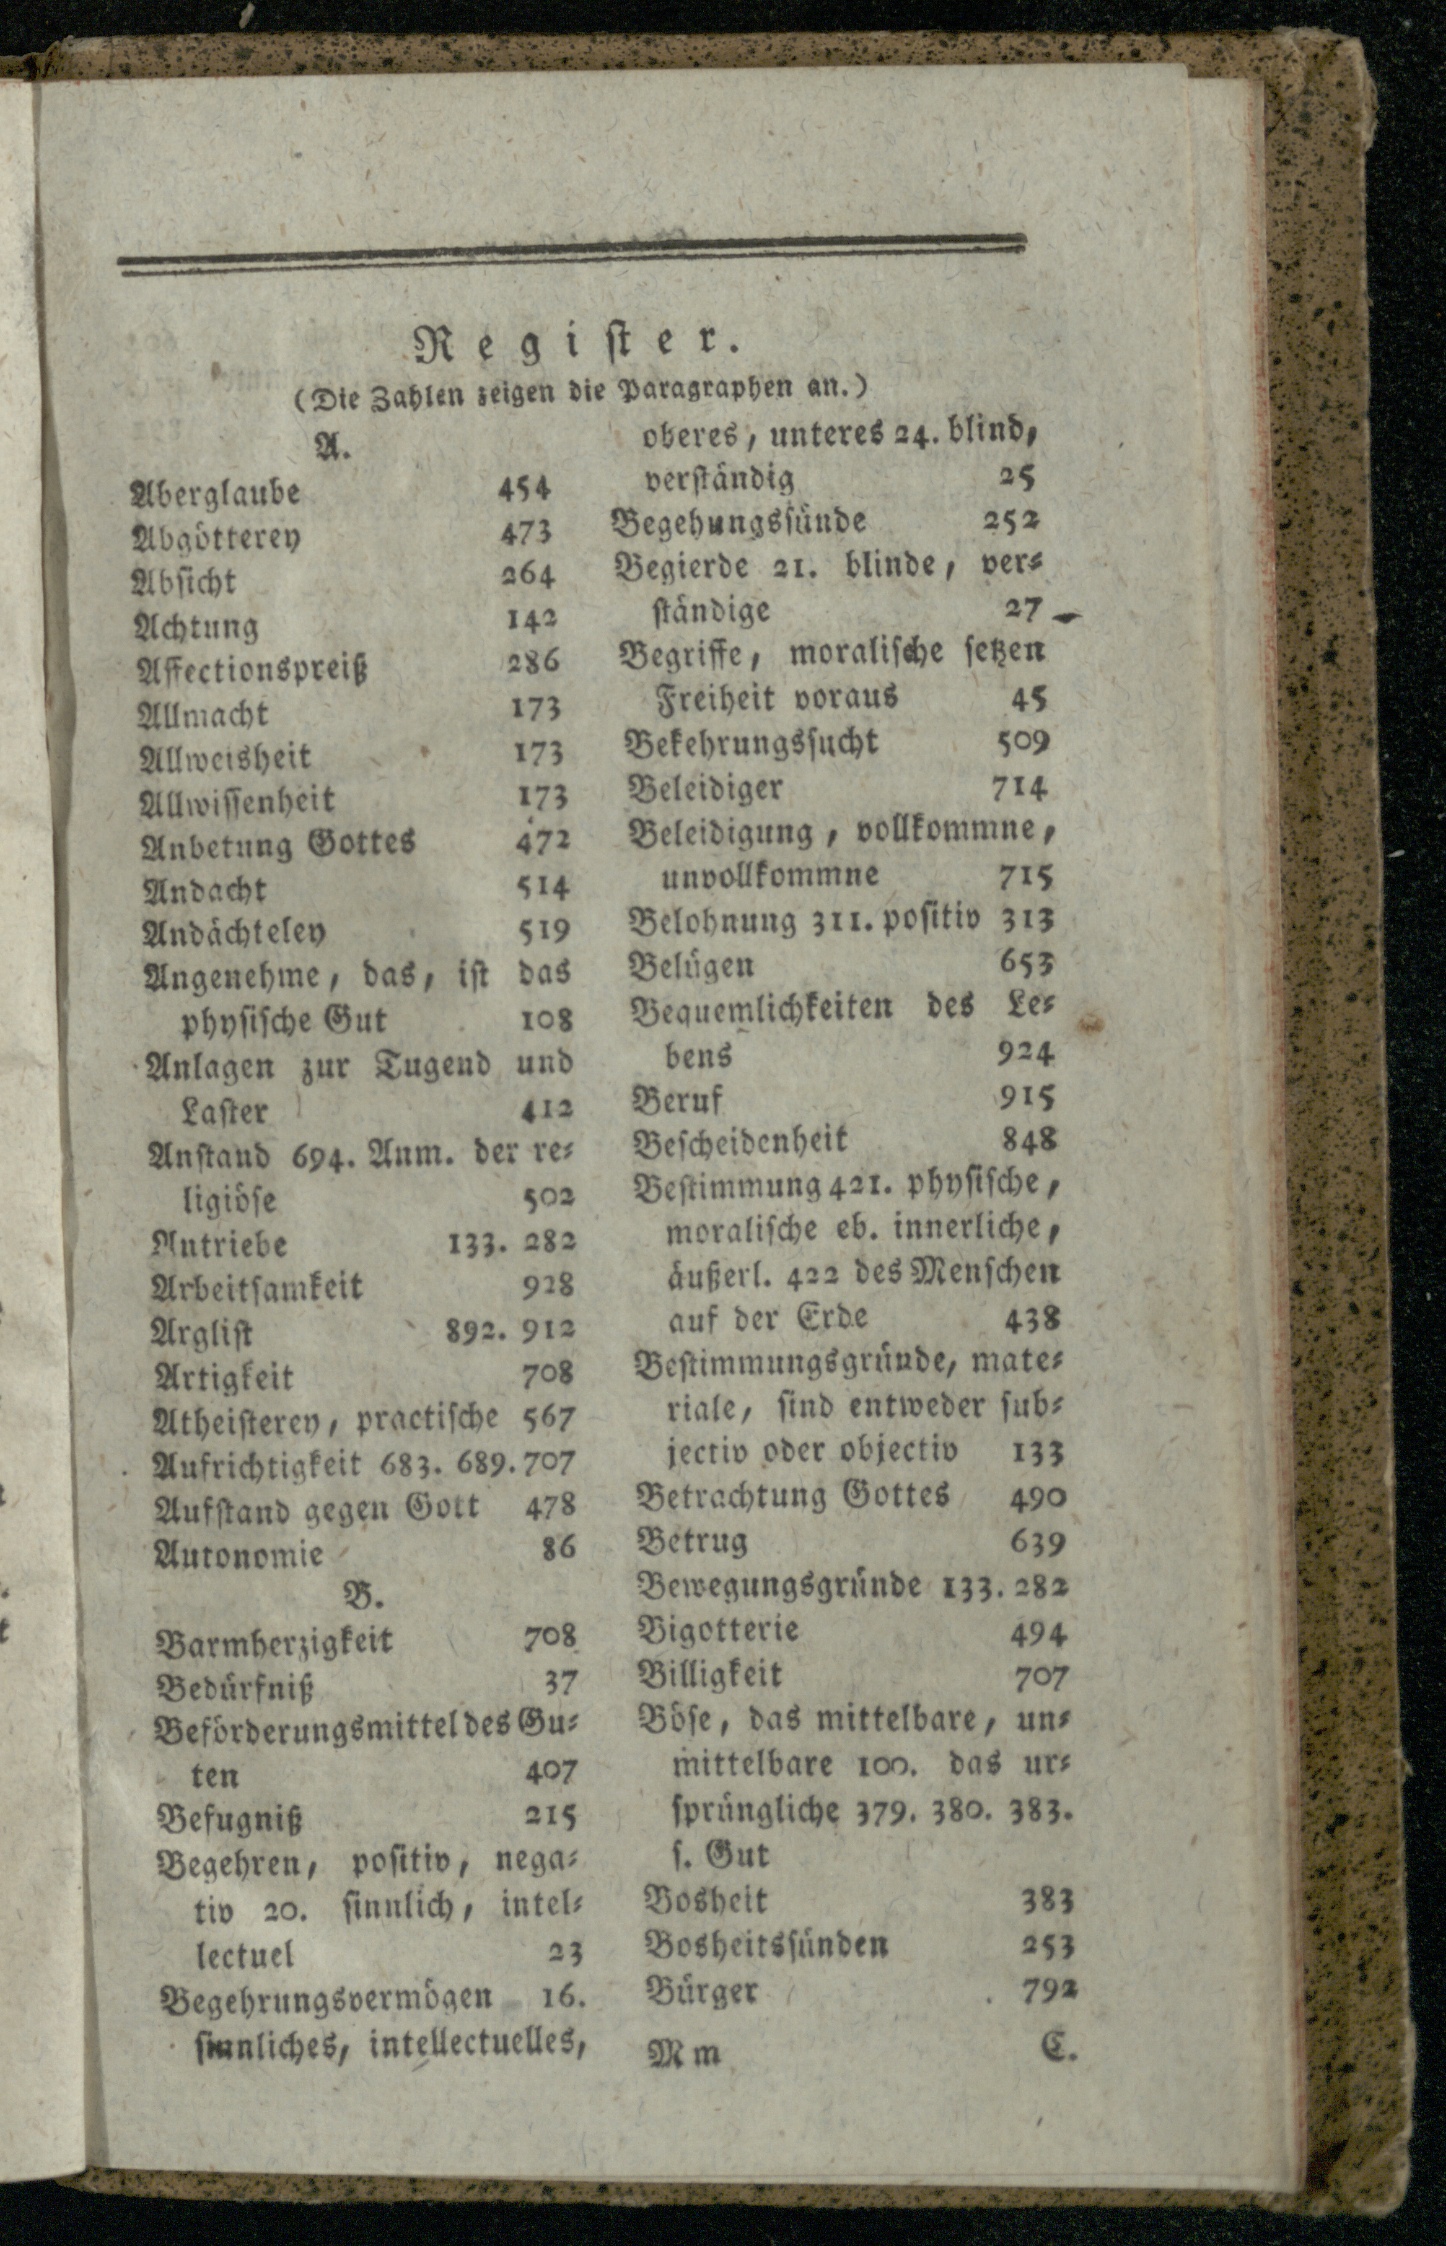 Register.
(Die Zahlen zeigen die Paragraphen an.)
A.
Aberglaube 454
Abgötterey 473
Absicht 264
Achtung 142
Affectionspreiß 286
Allmacht 173
Allweisheit 173
Allwissenheit 173
Anbetung Gottes 472
Andacht 514
Andächteley 519
Angenehme, das, ist das
physische Gut 108
Anlagen zur Tugend und
Laster 412
Anstand 694. Anm. der re-
ligiöse 502
Antriebe 133. 282
Arbeitsamkeit 928
Arglist 892. 912
Artigkeit 708
Atheisterey, practische 567
Aufrichtigkeit 683. 689. 707
Aufstand gegen Gott 478
Autonomie 86
B.
Barmherzigkeit 708
Bedürfniß 37
Beförderungsmittel des Gu-
ten 407
Befugniß 215
Begehren, positiv, nega-
tiv 20. sinnlich, intel-
lectuel 23
Begehrungsvermögen 16.
sinnliches, intellectuelles,
oberes, unteres 24. blind,
verständig 25
Begehungssünde 252
Begierde 21. blinde, ver-
ständige 27
Begriffe, moralische setzen
Freiheit voraus 45
Bekehrungssucht 509
Beleidiger 714
Beleidigung, vollkommne,
unvollkommne 715
Belohnung 311. positiv 313
Belügen 653
Bequemlichkeiten des Le-
bens 924
Beruf 915
Bescheidenheit 848
Bestimmung 421. physische,
moralische eb. innerliche,
äußerl. 422 des Menschen
auf der Erde 438
Bestimmungsgründe, mate-
riale, sind entweder sub-
jectiv oder objectiv 133
Betrachtung Gottes 490
Betrug 639
Bewegungsgründe 133. 282
Bigotterie 494
Billigkeit 707
Böse, das mittelbare, un-
mittelbare 100. das ur-
sprüngliche 379. 380. 383.
s. Gut
Bosheit 383
Bosheitssünden 253
Bürger 792
Mm C.